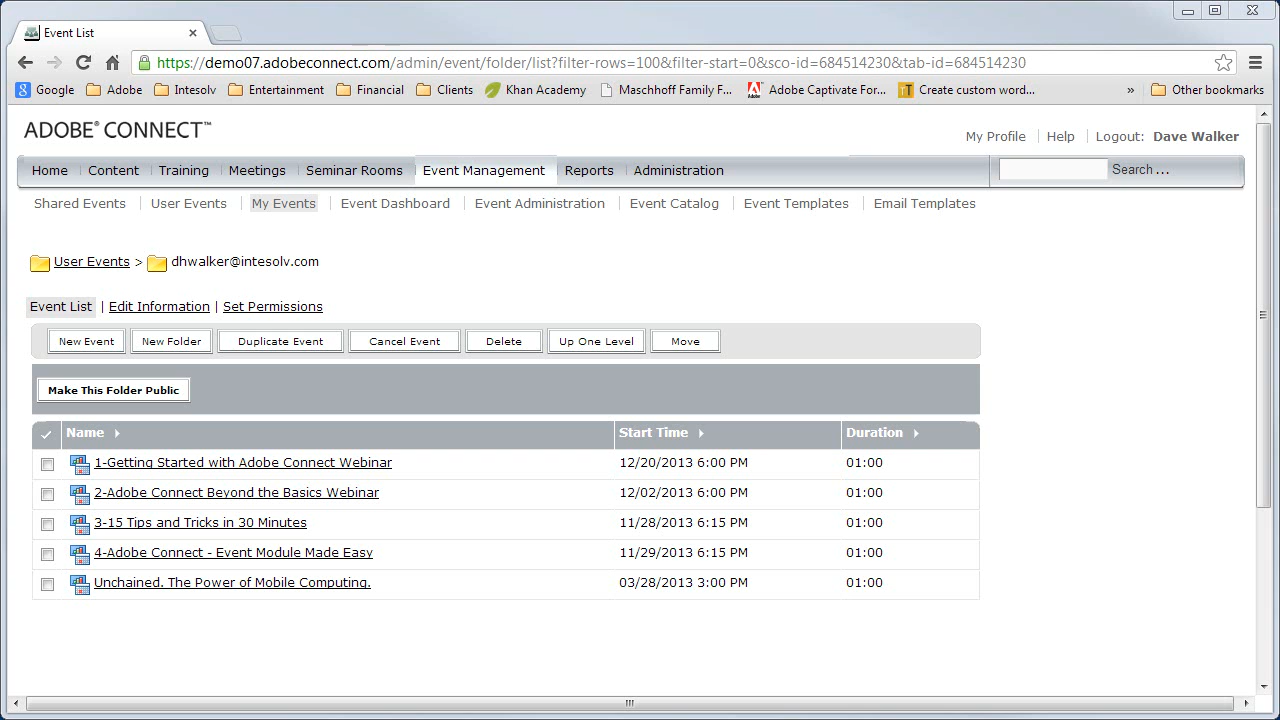 Event List
https://demo07.adobeconnect.com/admin/event/folder/list?filter-rows=100&filter-start=0&sco-id=684514230&tab-id=684514230
Google Adobe Intesolv Entertainment Financial Clients Khan Academy Maschhoff Family F... Adobe Captivate For... Create custom word... » Other bookmarks
ADOBE® CONNECT™
My Profile | Help | Logout: Dave Walker
Home Content Training Meetings Seminar Rooms Event Management Reports Administration Search ...
Shared Events User Events My Events Event Dashboard Event Administration Event Catalog Event Templates Email Templates
User Events > dhwalker@intesolv.com
Event List | Edit Information | Set Permissions
New Event New Folder Duplicate Event Cancel Event Delete Up One Level Move
Make This Folder Public
Name Start Time Duration
1-Getting Started with Adobe Connect Webinar 12/20/2013 6:00 PM 01:00
2-Adobe Connect Beyond the Basics Webinar 12/02/2013 6:00 PM 01:00
3-15 Tips and Tricks in 30 Minutes 11/28/2013 6:15 PM 01:00
4-Adobe Connect - Event Module Made Easy 11/29/2013 6:15 PM 01:00
Unchained. The Power of Mobile Computing. 03/28/2013 3:00 PM 01:00